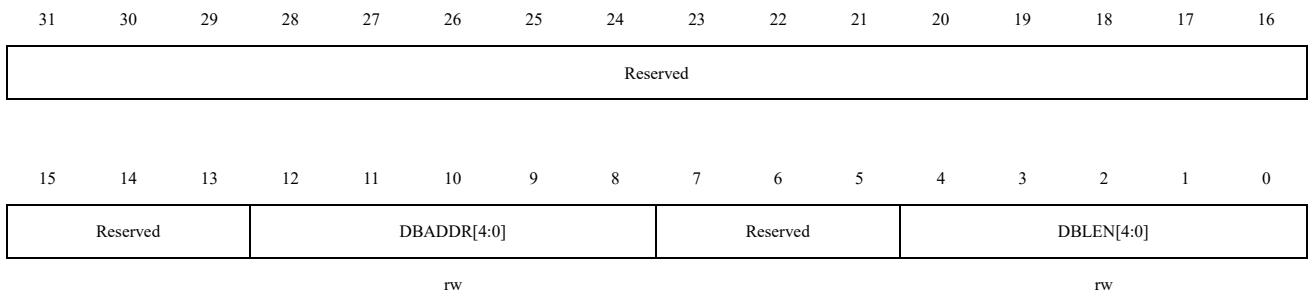 31 30 29 28 27 26 25 24 23 22 21 20 19 18 17 16
Reserved
15 14 13 12 11 10 9 8 7 6 5 4 3 2 1 0
Reserved DBADDR[4:0] Reserved DBLEN[4:0]
rw rw